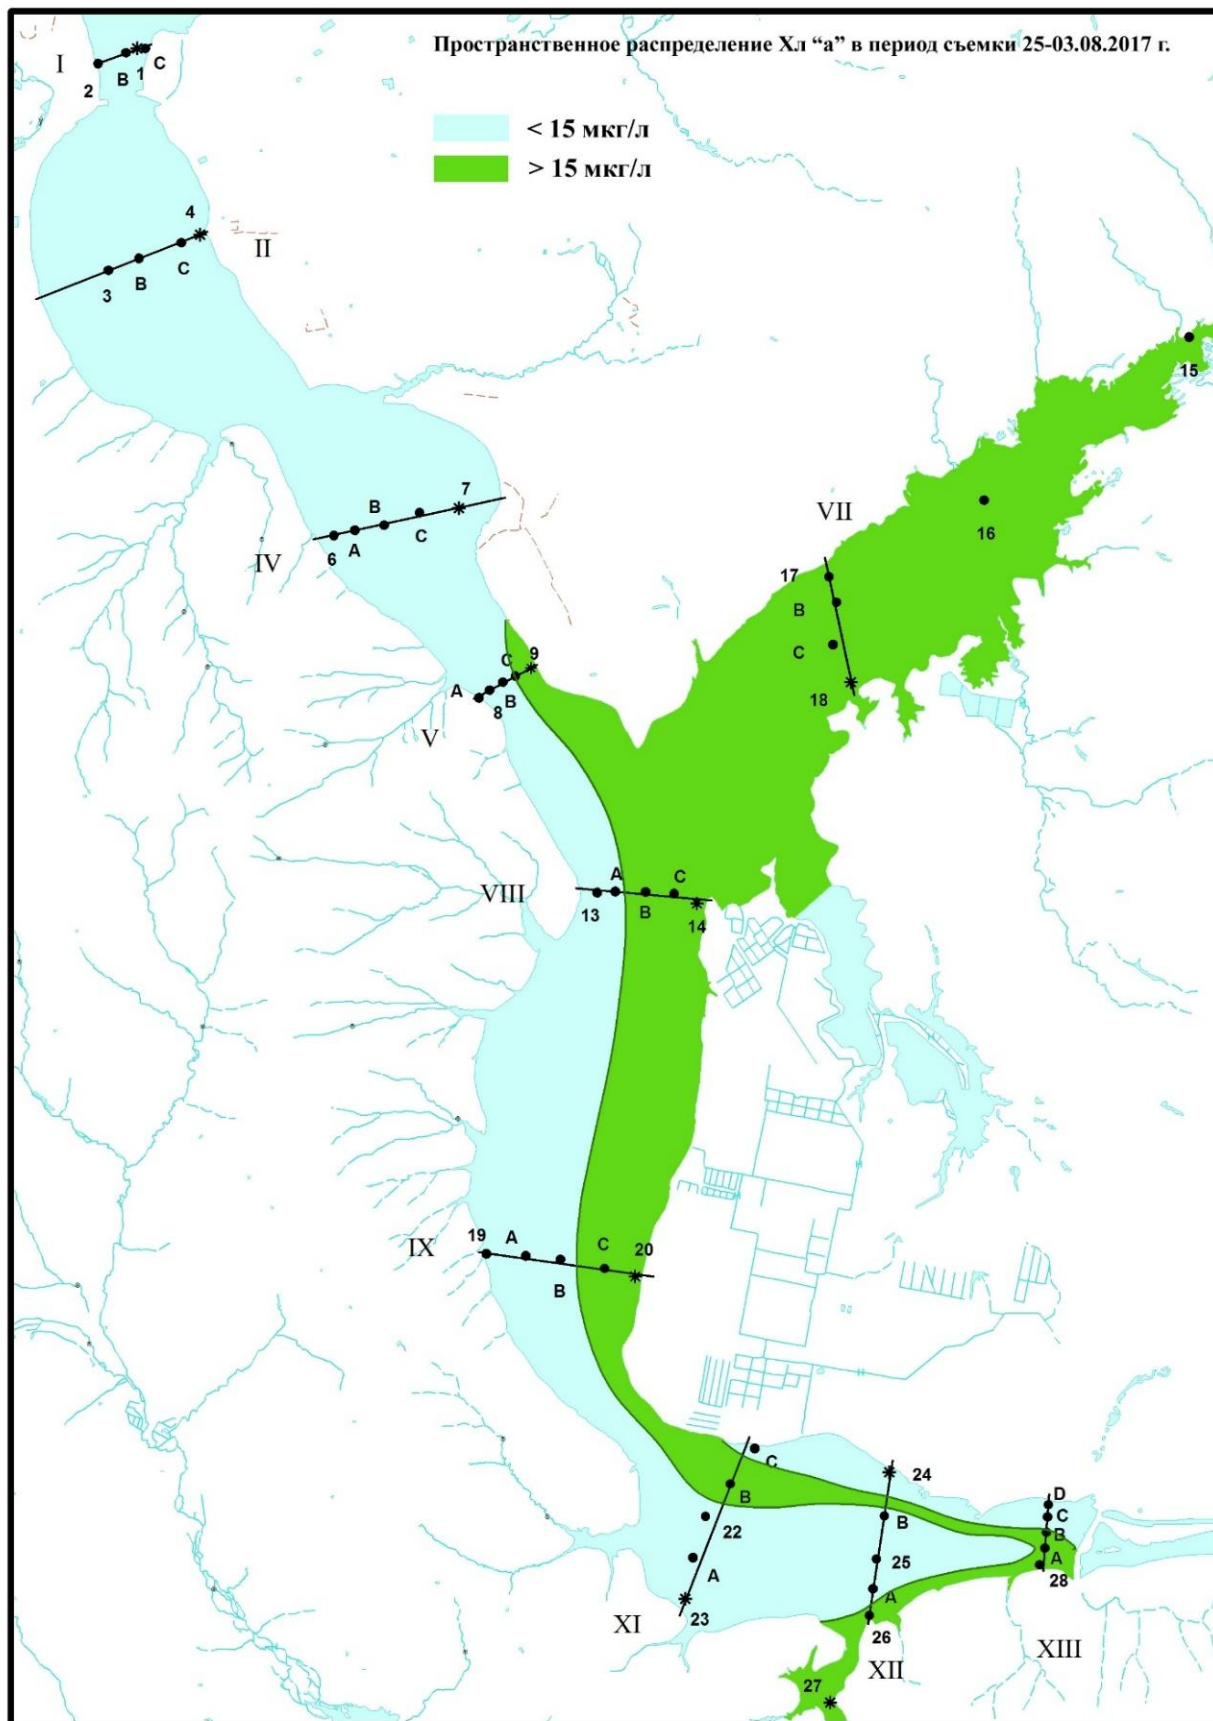 Пространственное распределение Хл “а” в период съемки 25-03.08.2017 г.
< 15 мкг/л
> 15 мкг/л
I
2
B
1
C
4
II
3
B
C
15
7
B
VII
16
C
IV
6
A
17
B
9
C
C
A
8
B
18
V
A
C
VIII
13
B
14
19
A
IX
C
20
B
C
24
B
D
22
B
C
B
25
A
A
A
28
23
XI
26
XII
XIII
27